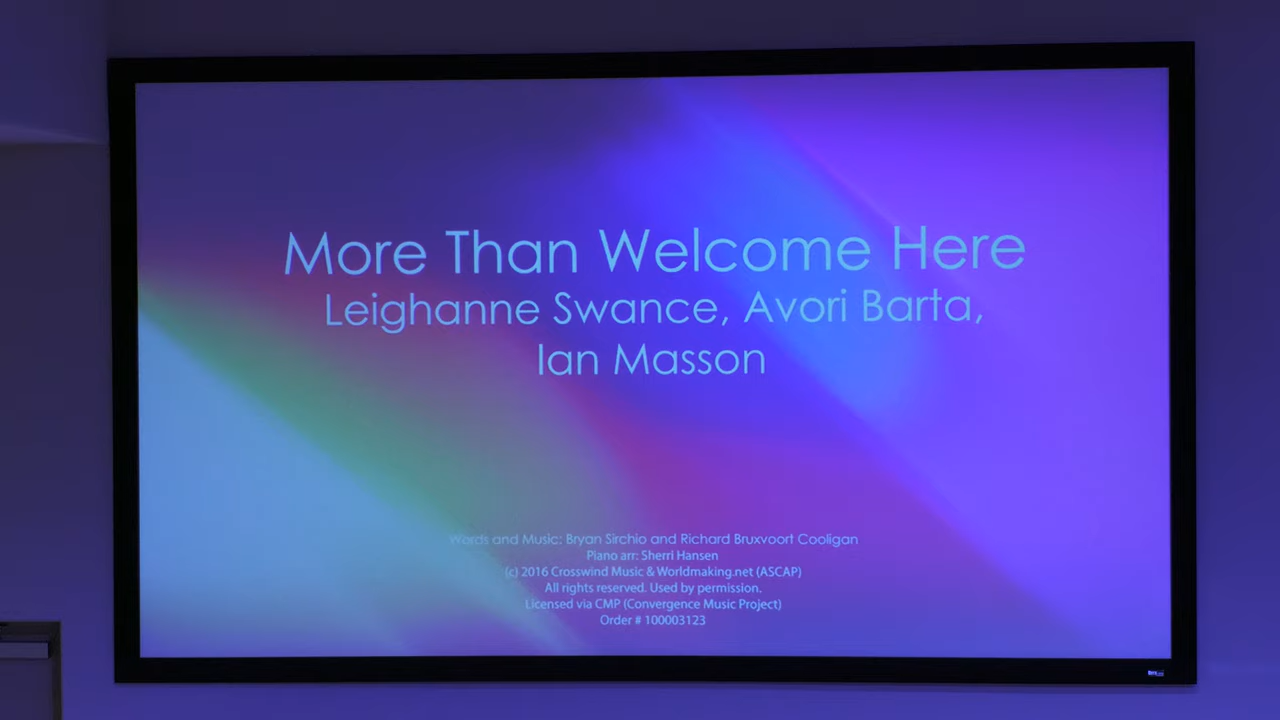 More Than Welcome Here
Leighanne Swance, Avori Barta,
Ian Masson
Words and Music: Bryan Sirchio and Richard Bruxvoort Cooligan
Piano arr: Sherri Hansen
(c) 2016 Crosswind Music & Worldmaking.net (ASCAP)
All rights reserved. Used by permission.
Licensed via CMP (Convergence Music Project)
Order # 100003123